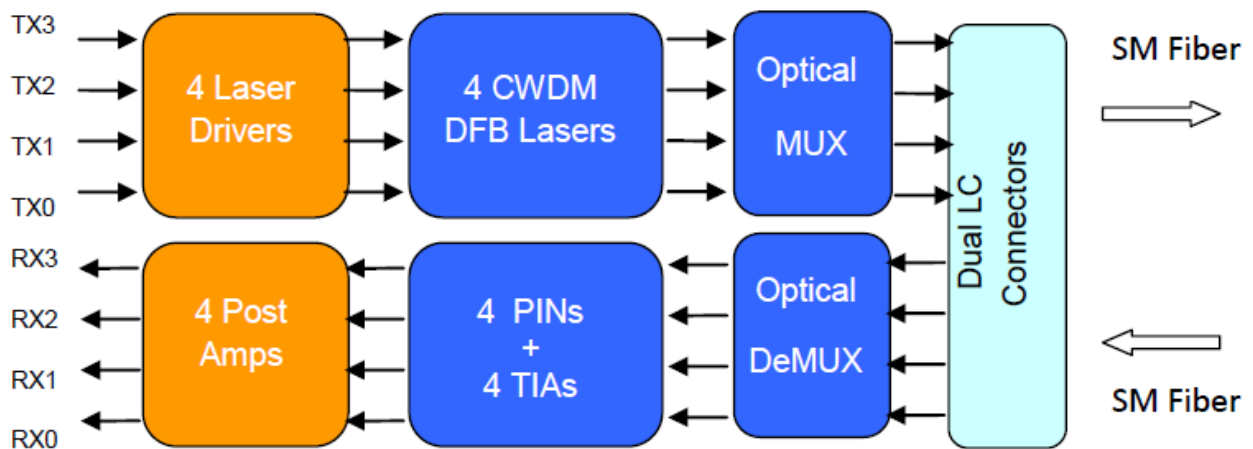 TX3
TX2
TX1
TX0
4 Laser
Drivers
4 CWDM
DFB Lasers
Optical
MUX
Dual LC
Connectors
SM Fiber
RX3
RX2
RX1
RX0
4 Post
Amps
4 PINs
+
4 TIAs
Optical
DeMUX
SM Fiber